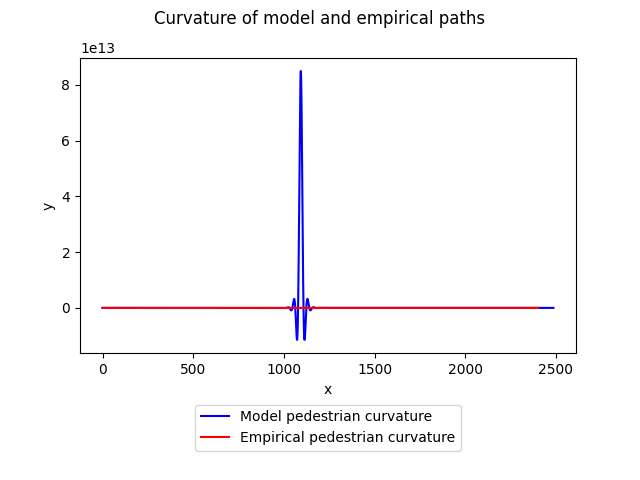 Curvature of model and empirical paths
1e13
8
6
4
2
0
y
0 500 1000 1500 2000 2500
x
Model pedestrian curvature
Empirical pedestrian curvature